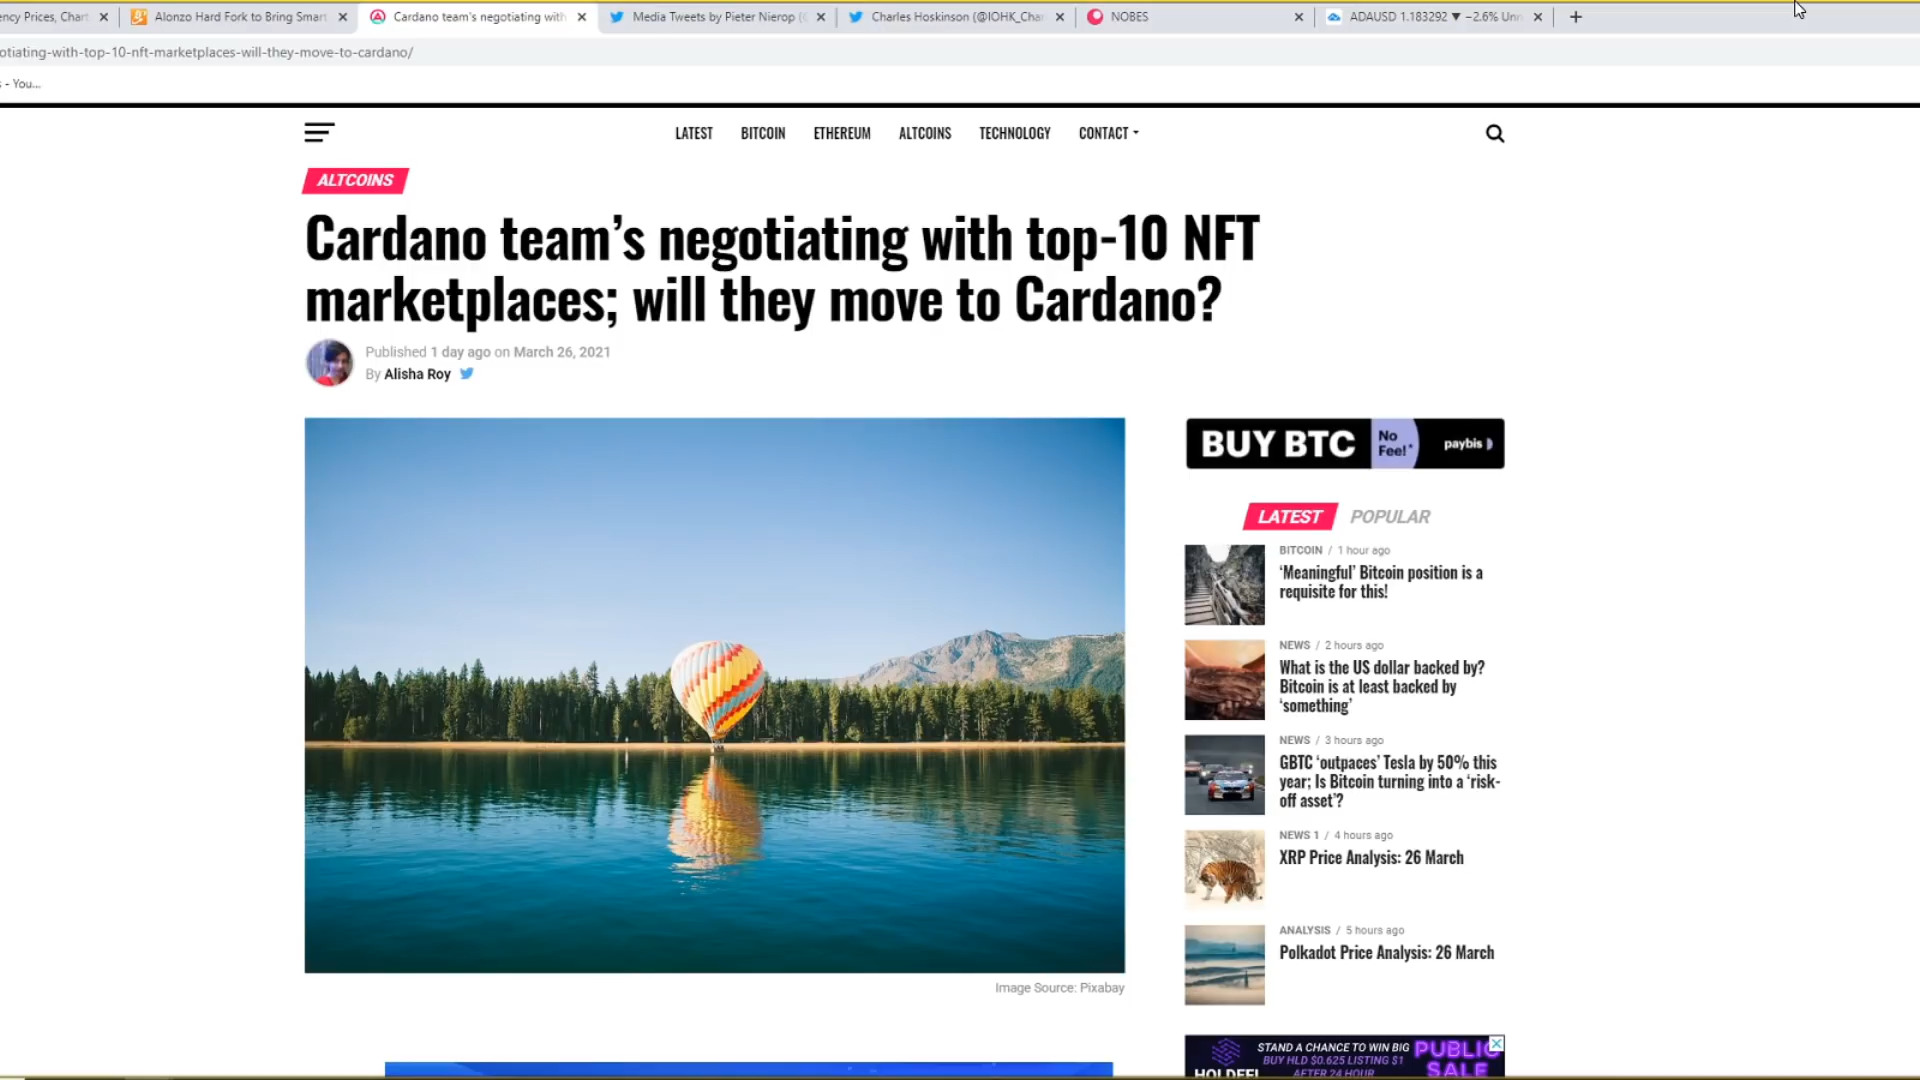 ency Prices, Chart
Alonzo Hard Fork to Bring Smar
Cardano team's negotiating with
Media Tweets by Pieter Nierop (
Charles Hoskinson (@IOHK_Cha
NOBES
ADAUSD 1.183292 ▼ −2.6% Unn
otiating-with-top-10-nft-marketplaces-will-they-move-to-cardano/
- You...
LATEST
BITCOIN
ETHEREUM
ALTCOINS
TECHNOLOGY
CONTACT
ALTCOINS
Cardano team’s negotiating with top-10 NFT
marketplaces; will they move to Cardano?
Published 1 day ago on March 26, 2021
By Alisha Roy
Image Source: Pixabay
BUY BTC
No
Fee!*
paybis
LATEST
POPULAR
BITCOIN / 1 hour ago
‘Meaningful’ Bitcoin position is a
requisite for this!
NEWS / 2 hours ago
What is the US dollar backed by?
Bitcoin is at least backed by
‘something’
NEWS / 3 hours ago
GBTC ‘outpaces’ Tesla by 50% this
year; Is Bitcoin turning into a ‘risk-
off asset’?
NEWS 1 / 4 hours ago
XRP Price Analysis: 26 March
ANALYSIS / 5 hours ago
Polkadot Price Analysis: 26 March
STAND A CHANCE TO WIN BIG
BUY HLD $0.625 LISTING $1
AFTER 24 HOUR
PUBLIC
SALE